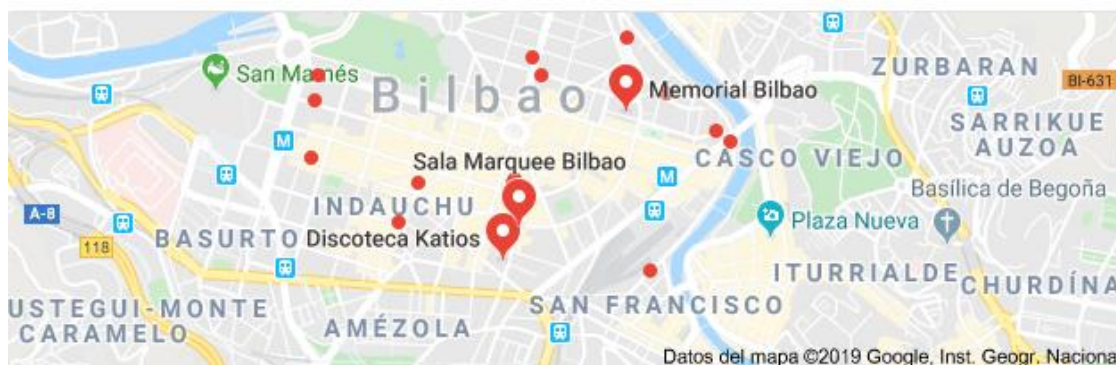 ZURBARAN
BI-631
San Mamés
Bilbao
Memorial Bilbao
SARRIKUE
AUZOA
M
Sala Marquee Bilbao
CASCO VIEJO
M
Basílica de Begoña
A-8
INDAUCHU
Plaza Nueva
118
BASURTO
Discoteca Katios
ITURRIALDE
CHURDÍNA
USTEGUI-MONTE
CARAMELO
SAN FRANCISCO
AMÉZOLA
Datos del mapa ©2019 Google, Inst. Geogr. Naciona